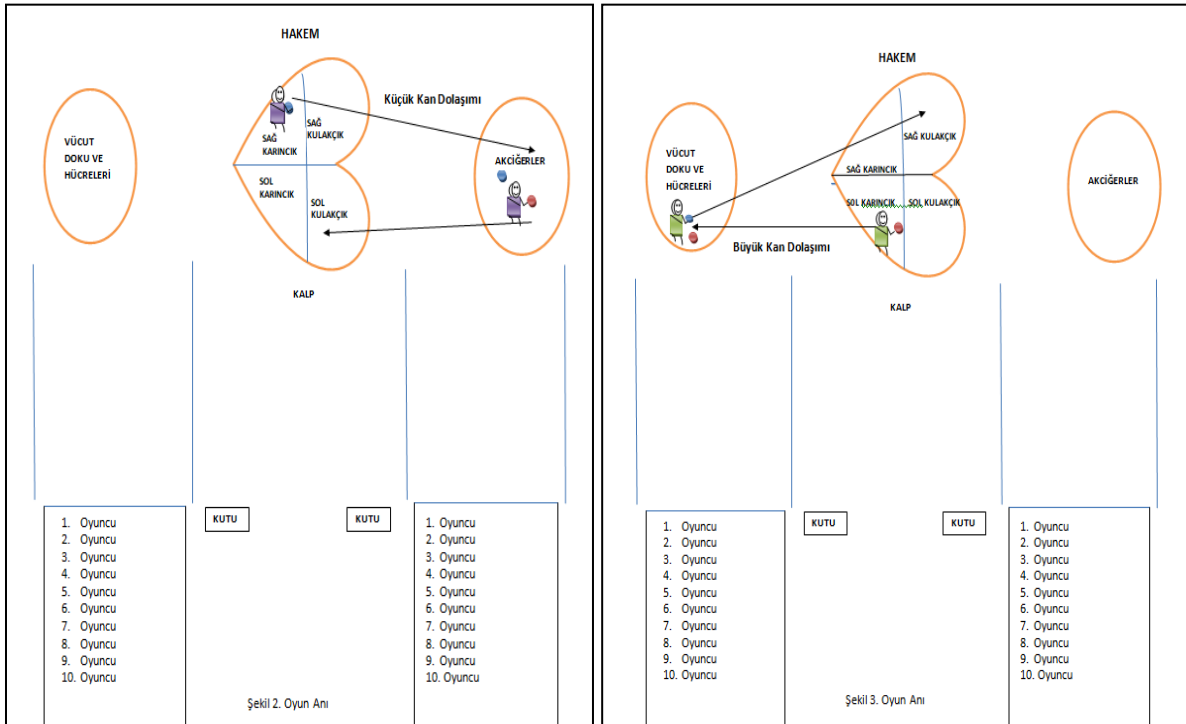 HAKEM
Küçük Kan Dolaşımı
VÜCUT
DOKU VE
HÜCRELERİ
SAĞ
KARINCIK
SAĞ
KULAKÇIK
SOL
KARINCIK
SOL
KULAKÇIK
AKCİĞERLER
KALP
1. Oyuncu
2. Oyuncu
3. Oyuncu
4. Oyuncu
5. Oyuncu
6. Oyuncu
7. Oyuncu
8. Oyuncu
9. Oyuncu
10. Oyuncu
KUTU
KUTU
1. Oyuncu
2. Oyuncu
3. Oyuncu
4. Oyuncu
5. Oyuncu
6. Oyuncu
7. Oyuncu
8. Oyuncu
9. Oyuncu
10. Oyuncu
Şekil 2. Oyun Anı
HAKEM
VÜCUT
DOKU VE
HÜCRELERİ
SAĞ KULAKÇIK
SAĞ KARINCIK
SOL KARINCIK
SOL KULAKÇIK
AKCİĞERLER
Büyük Kan Dolaşımı
KALP
1. Oyuncu
2. Oyuncu
3. Oyuncu
4. Oyuncu
5. Oyuncu
6. Oyuncu
7. Oyuncu
8. Oyuncu
9. Oyuncu
10. Oyuncu
KUTU
KUTU
1. Oyuncu
2. Oyuncu
3. Oyuncu
4. Oyuncu
5. Oyuncu
6. Oyuncu
7. Oyuncu
8. Oyuncu
9. Oyuncu
10. Oyuncu
Şekil 3. Oyun Anı